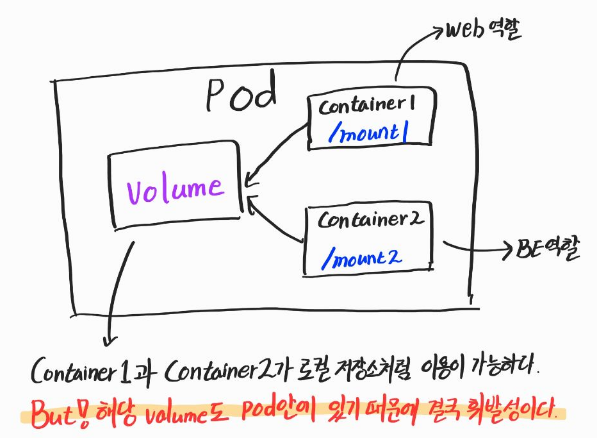 Web역할
Pod
Container1
/mount1
Volume
Container2
/mount2
BE역할
Container1과 Container2가 로컬 저장소처럼 이용이 가능하다.
But! 해당 volume도 Pod안에 있기 때문에 결국 휘발성이다.